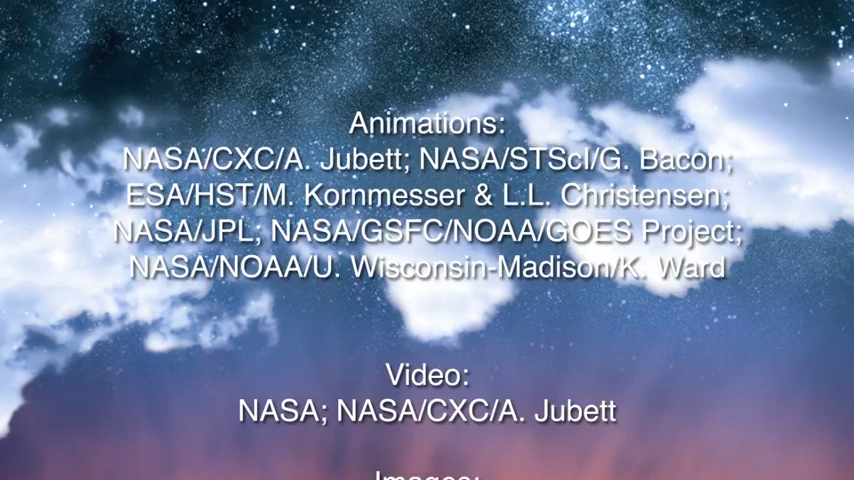 Animations:
NASA/CXC/A. Jubett; NASA/STScI/G. Bacon;
ESA/HST/M. Kornmesser & L.L. Christensen;
NASA/JPL; NASA/GSFC/NOAA/GOES Project;
NASA/NOAA/U. Wisconsin-Madison/K. Ward
Video:
NASA; NASA/CXC/A. Jubett
Images: